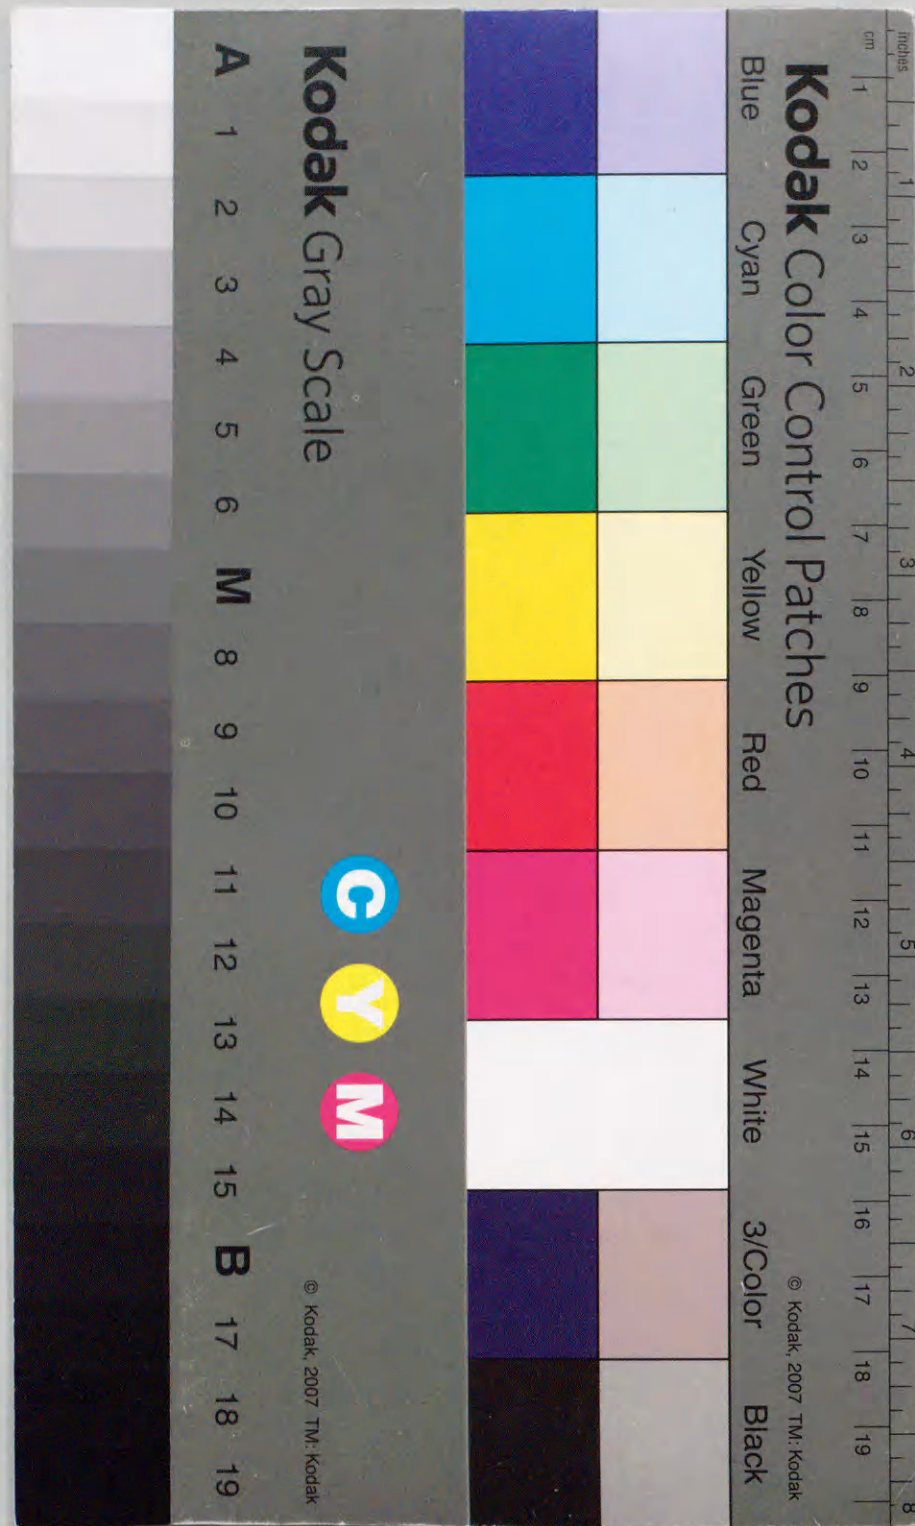 inches 1 2 3 4 5 6 7 8
cm 1 2 3 4 5 6 7 8 9 10 11 12 13 14 15 16 17 18 19
Kodak Color Control Patches
© Kodak, 2007 TM: Kodak
Blue Cyan Green Yellow Red Magenta White 3/Color Black
Kodak Gray Scale
C Y M
© Kodak, 2007 TM: Kodak
A 1 2 3 4 5 6 M 8 9 10 11 12 13 14 15 B 17 18 19